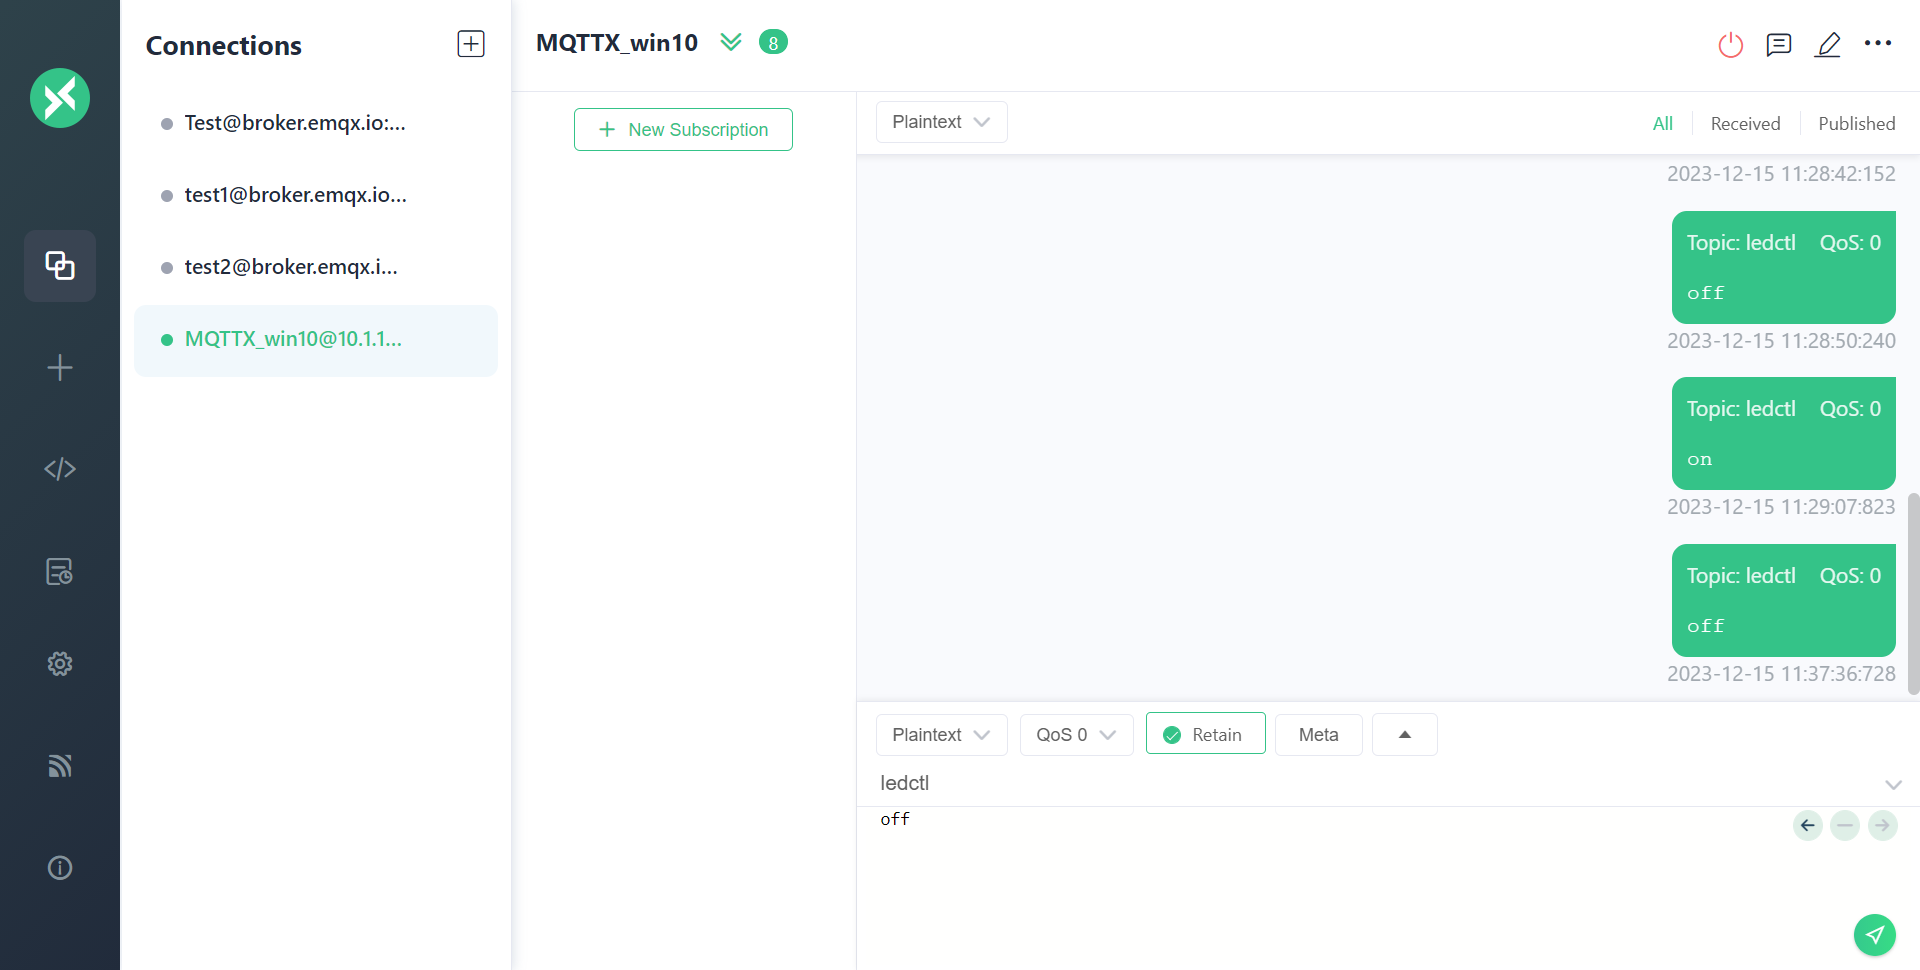 Connections
Test@broker.emqx.io:...
test1@broker.emqx.io...
test2@broker.emqx.i...
MQTTX_win10@10.1.1...
MQTTX_win10
8
New Subscription
Plaintext
All
Received
Published
2023-12-15 11:28:42:152
Topic: ledctl QoS: 0
off
2023-12-15 11:28:50:240
Topic: ledctl QoS: 0
on
2023-12-15 11:29:07:823
Topic: ledctl QoS: 0
off
2023-12-15 11:37:36:728
Plaintext
QoS 0
Retain
Meta
ledctl
off